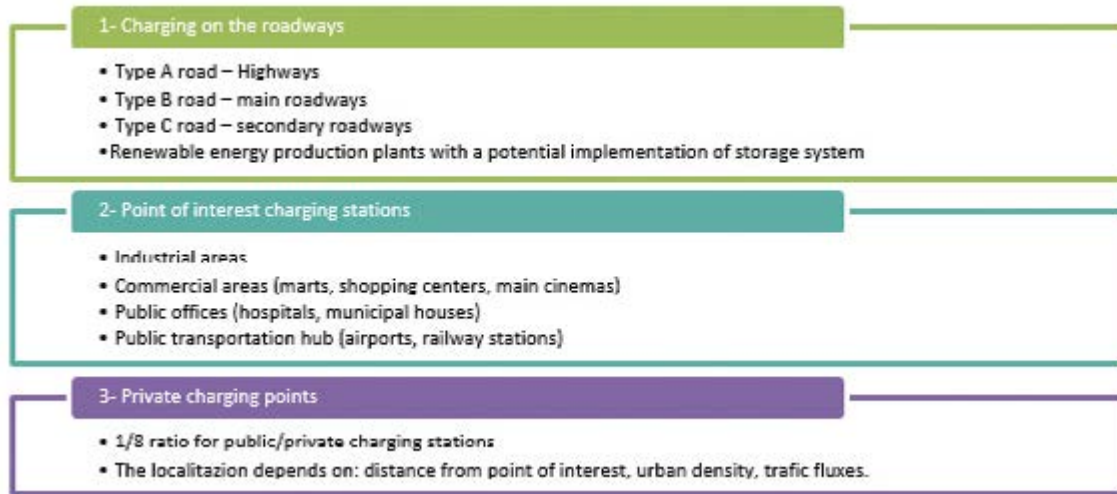 1- Charging on the roadways
• Type A road – Highways
• Type B road – main roadways
• Type C road – secondary roadways
•Renewable energy production plants with a potential implementation of storage system
2- Point of interest charging stations
• Industrial areas
• Commercial areas (marts, shopping centers, main cinemas)
• Public offices (hospitals, municipal houses)
• Public transportation hub (airports, railway stations)
3- Private charging points
• 1/8 ratio for public/private charging stations
• The localitazion depends on: distance from point of interest, urban density, trafic fluxes.